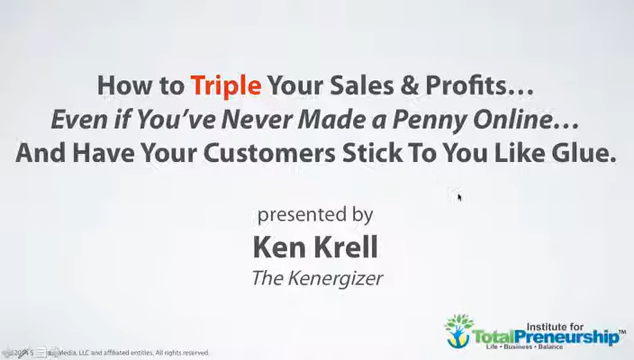 How to Triple Your Sales & Profits…
Even if You’ve Never Made a Penny Online…
And Have Your Customers Stick To You Like Glue.
presented by
Ken Krell
The Kenergizer
Institute for
TotalPreneurship™
Life • Business • Balance
Media, LLC and affiliated entities. All rights reserved.